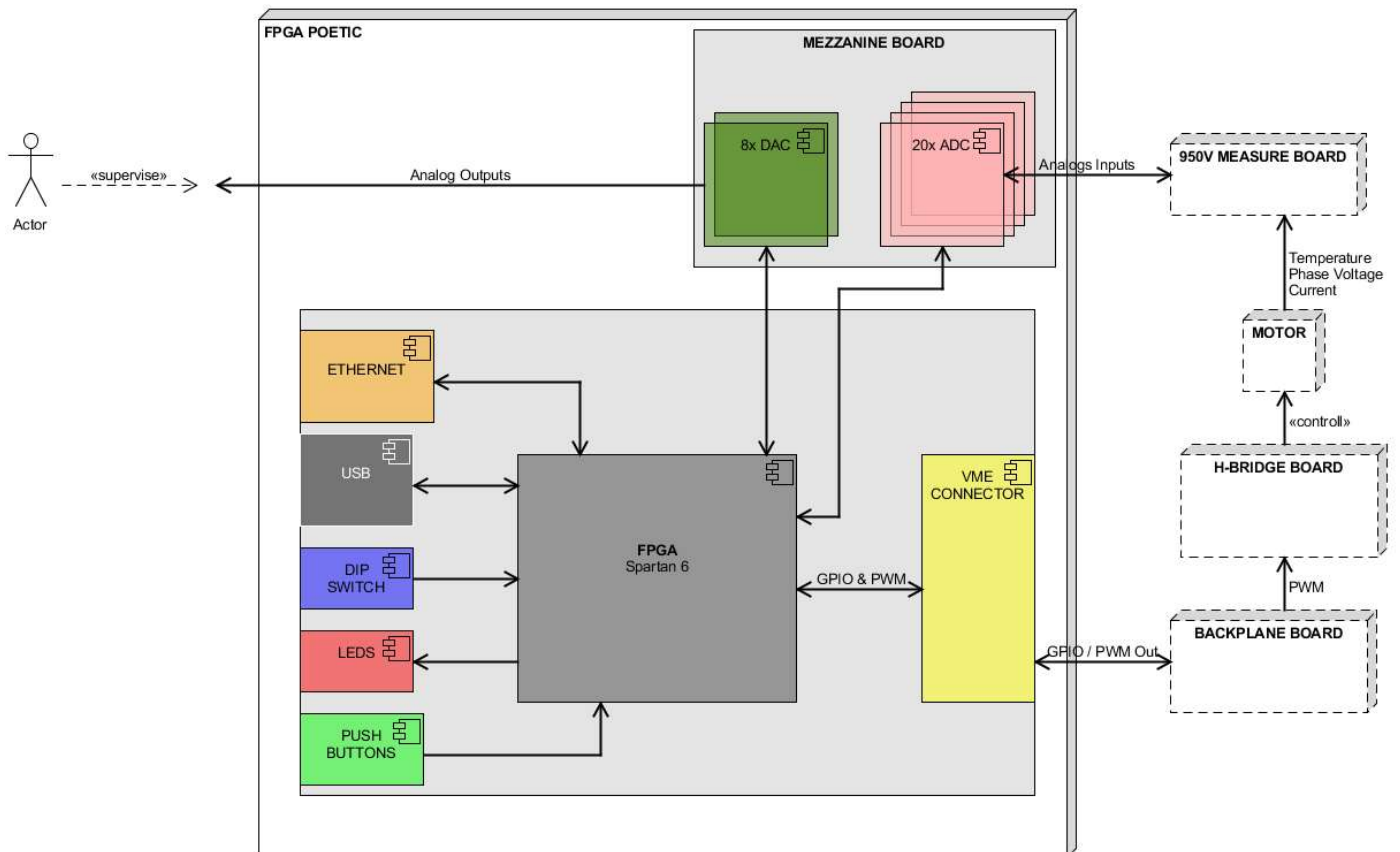 FPGA POETIC
MEZZANINE BOARD
8x DAC
20x ADC
950V MEASURE BOARD
«supervise»
Analog Outputs
Analogs Inputs
Actor
Temperature
Phase Voltage
Current
MOTOR
ETHERNET
«controll»
USB
VME
CONNECTOR
H-BRIDGE BOARD
FPGA
Spartan 6
DIP
SWITCH
GPIO & PWM
PWM
LEDS
BACKPLANE BOARD
GPIO / PWM Out
PUSH
BUTTONS